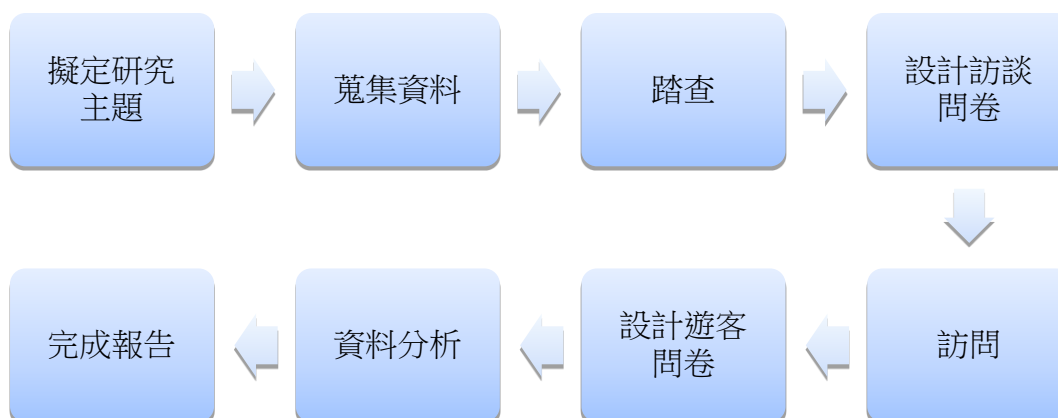 擬定研究
主題
蒐集資料
踏查
設計訪談
問卷
訪問
設計遊客
問卷
資料分析
完成報告